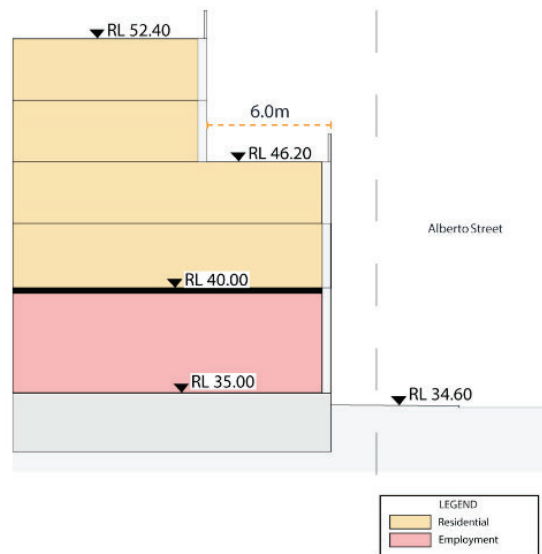 RL 52.40
6.0m
RL 46.20
Alberto Street
RL 40.00
RL 35.00
RL 34.60
LEGEND
Residential
Employment